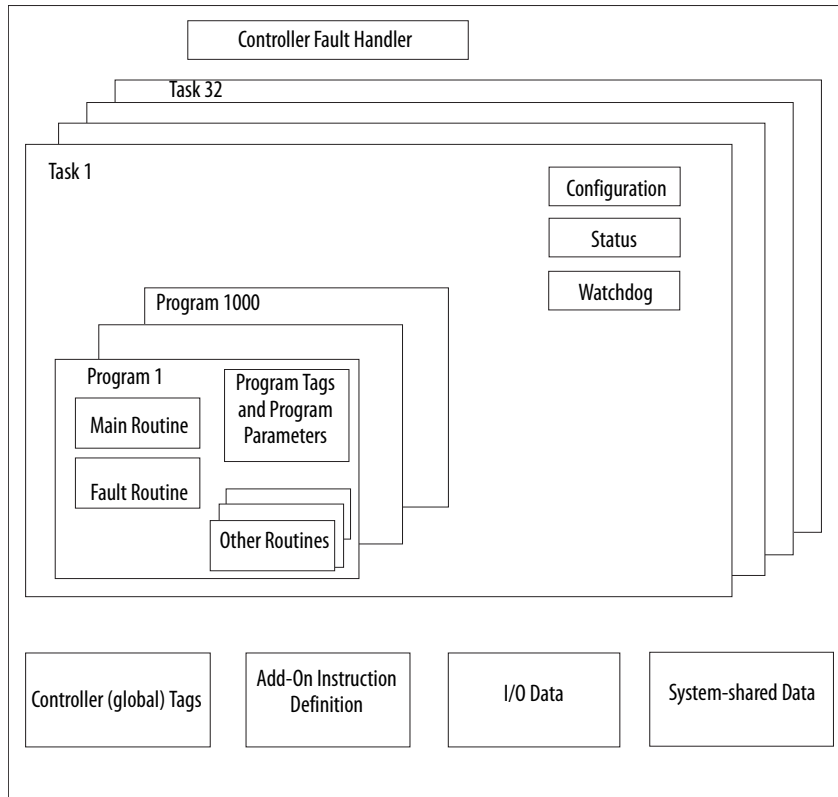 Controller Fault Handler
Task 32
Task 1
Configuration
Status
Watchdog
Program 1000
Program 1
Main Routine
Fault Routine
Program Tags
and Program
Parameters
Other Routines
Controller (global) Tags
Add-On Instruction
Definition
I/O Data
System-shared Data